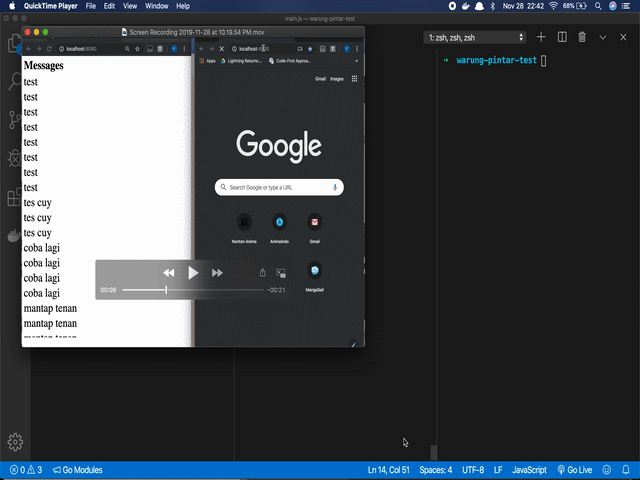 QuickTime Player File Edit View Window Help
Nov 28 22:42 68%
main.js — warung-pintar-test
Screen Recording 2019-11-28 at 10.19.54 PM.mov
localhost:8080
Apps Lightning Returns:... Code-First Approa...
Messages
test
test
test
test
test
test
test
test
tes cuy
tes cuy
tes cuy
coba lagi
coba lagi
coba lagi
coba lagi
mantap tenan
mantap tenan
mantap tenan
Gmail Images
Google
Search Google or type a URL
Nonton Anime Animeindo Gmail
MangaSail
00:09 -00:21
1: zsh, zsh, zsh
→ warung-pintar-test
0 3 Go Modules Ln 14, Col 51 Spaces: 4 UTF-8 LF JavaScript Go Live